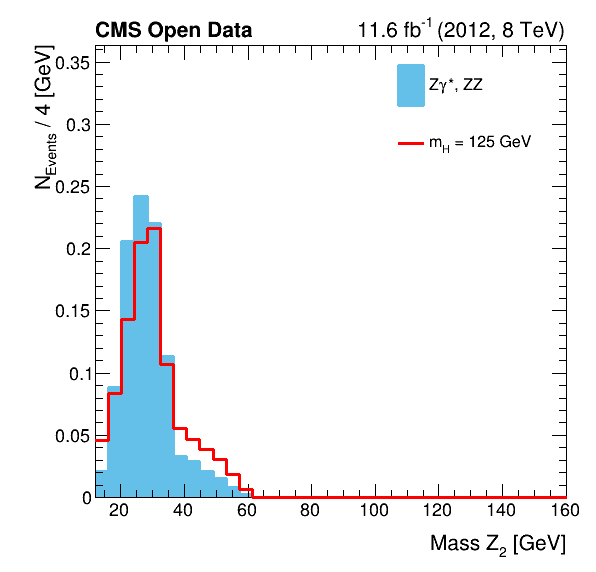 CMS Open Data
11.6 fb⁻¹ (2012, 8 TeV)
N_Events / 4 [GeV]
0.35
0.3
0.25
0.2
0.15
0.1
0.05
0
Zγ*, ZZ
m_H = 125 GeV
20 40 60 80 100 120 140 160
Mass Z₂ [GeV]